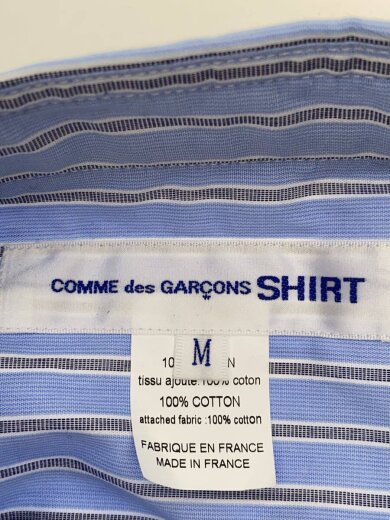 COMME des GARÇONS SHIRT
M
tissu ajoute:100% coton
100% COTTON
attached fabric :100% cotton
FABRIQUE EN FRANCE
MADE IN FRANCE